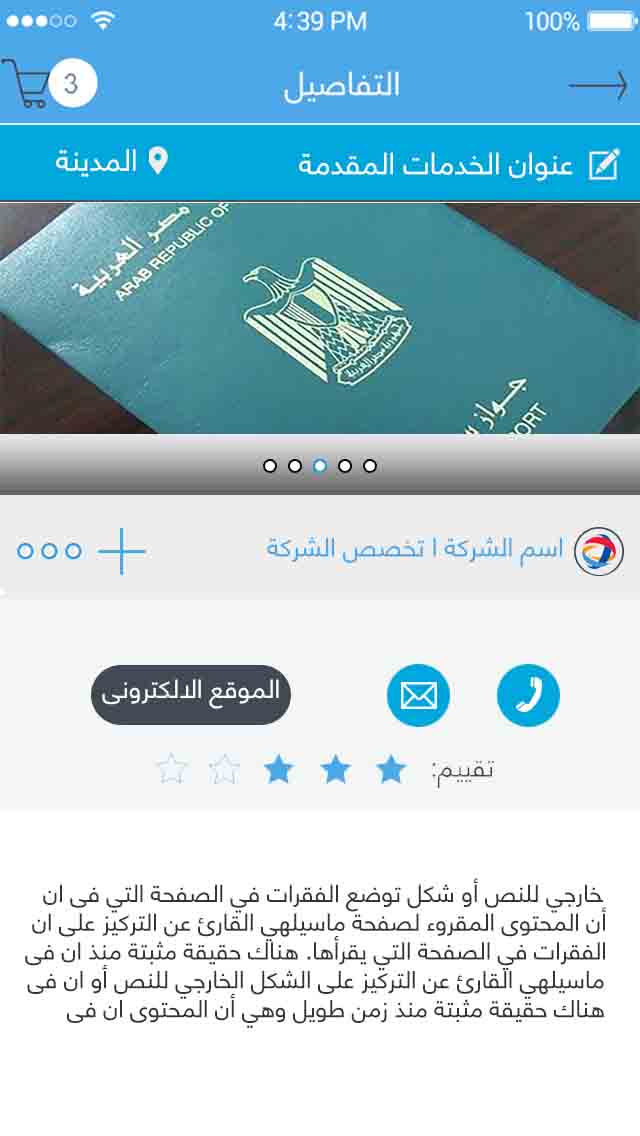 4:39 PM
100%
3
التفاصيل
عنوان الخدمات المقدمة
المدينة
مصر العربية
ARAB REPUBLIC OF
جمهورية مصر العربية
جواز
ORT
اسم الشركة | تخصص الشركة
الموقع الالكترونى
تقييم:
خارجي للنص أو شكل توضع الفقرات في الصفحة التي فى ان
أن المحتوى المقروء لصفحة ماسيلهي القارئ عن التركيز على ان
الفقرات في الصفحة التي يقرأها. هناك حقيقة مثبتة منذ ان فى
ماسيلهي القارئ عن التركيز على الشكل الخارجي للنص أو ان فى
هناك حقيقة مثبتة منذ زمن طويل وهي أن المحتوى ان فى